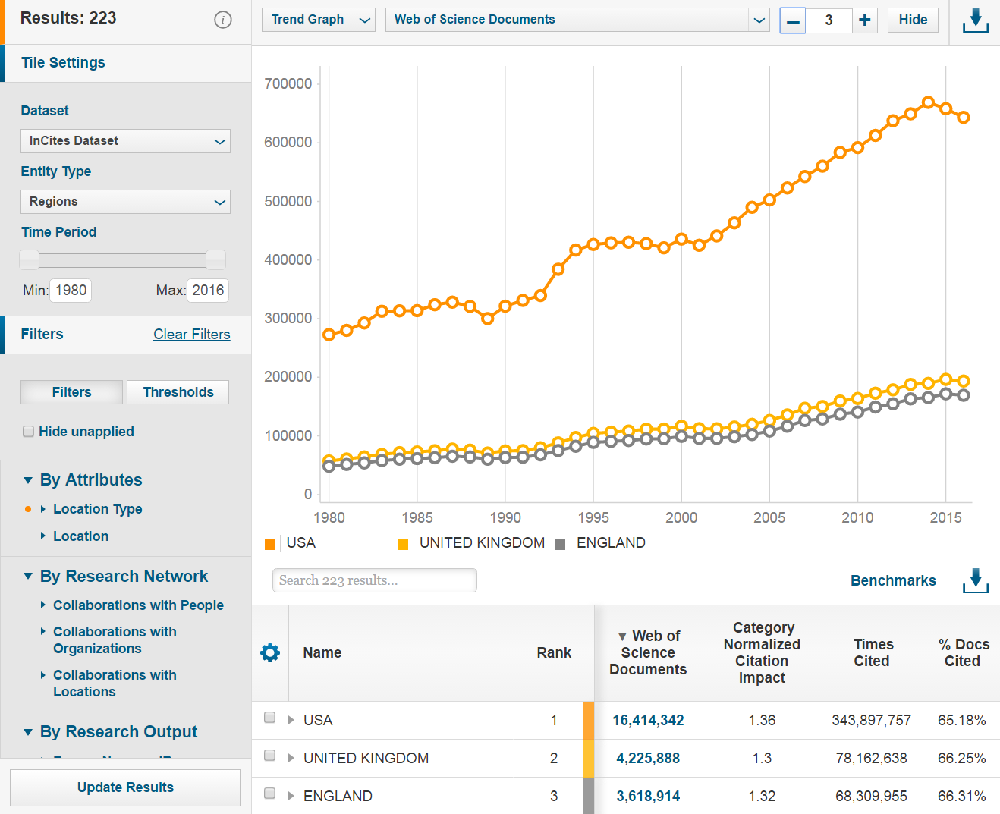 Results: 223
i
Trend Graph
Web of Science Documents
3
Hide
Tile Settings
Dataset
InCites Dataset
Entity Type
Regions
Time Period
Min: 1980 Max: 2016
Filters Clear Filters
Filters Thresholds
Hide unapplied
By Attributes
Location Type
Location
By Research Network
Collaborations with People
Collaborations with
Organizations
Collaborations with
Locations
By Research Output
Update Results
700000
600000
500000
400000
300000
200000
100000
0
1980 1985 1990 1995 2000 2005 2010 2015
USA UNITED KINGDOM ENGLAND
Search 223 results...
Benchmarks
Name Rank
▼ Web of
Science
Documents
Category
Normalized
Citation
Impact
Times
Cited
% Docs
Cited
USA 1 16,414,342 1.36 343,897,757 65.18%
UNITED KINGDOM 2 4,225,888 1.3 78,162,638 66.25%
ENGLAND 3 3,618,914 1.32 68,309,955 66.31%